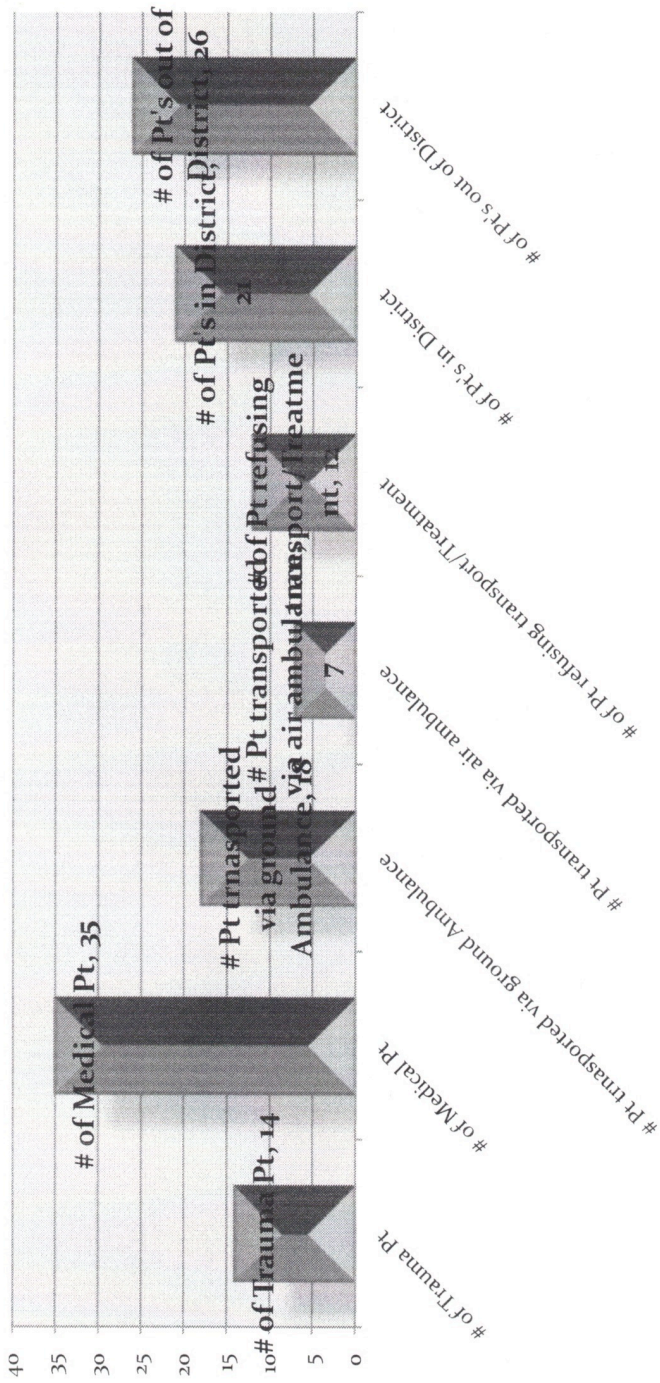 40
35
30
25
20
15
10
5
0
# of Trauma Pt, 14
# of Medical Pt, 35
# Pt trnasported
via ground
Ambulance, 18
# Pt transported
via air ambulance,
7
# of Pt refusing
transport/Treatme
nt, 12
# of Pt's in District,
21
# of Pt's out of
District, 26
# of Trauma Pt
# of Medical Pt
# Pt trnasported via ground Ambulance
# Pt transported via air ambulance
# of Pt refusing transport/Treatment
# of Pt's in District
# of Pt's out of District